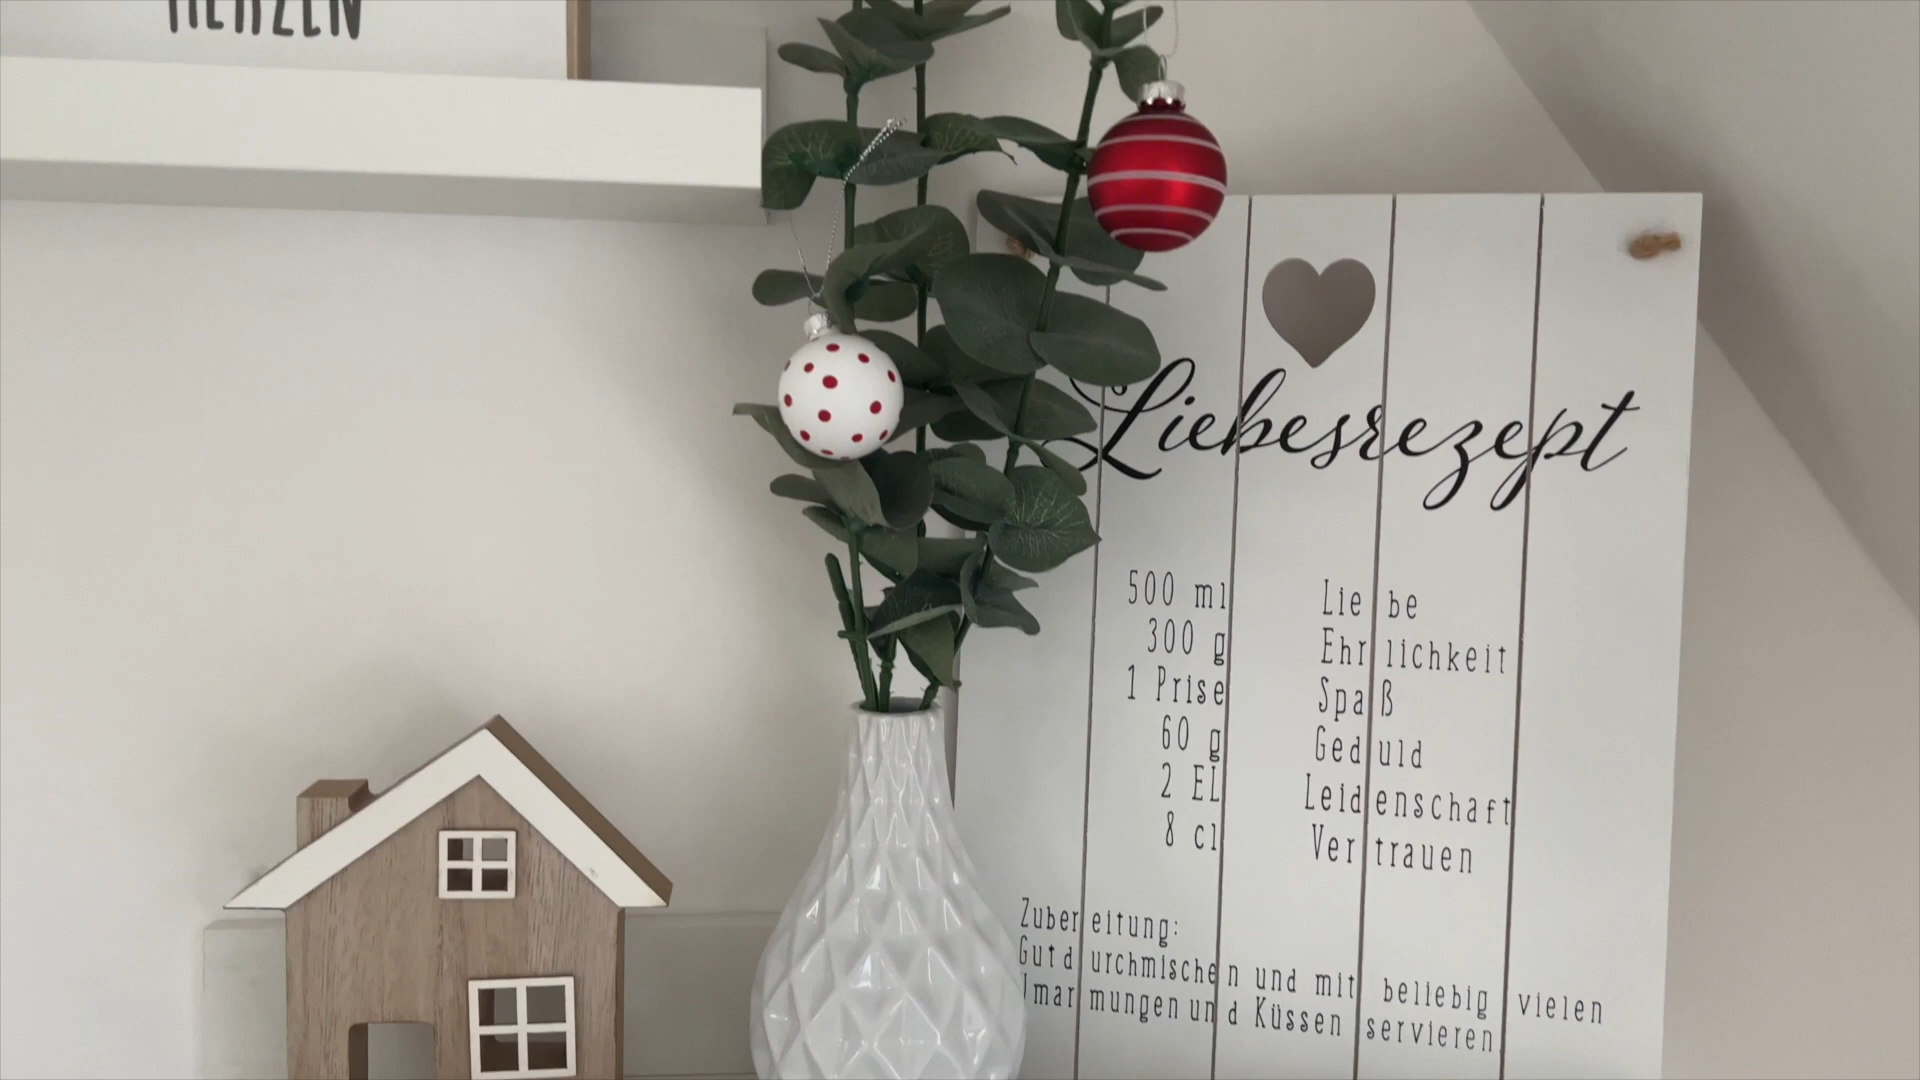 HERZEN
Liebesrezept
500 ml Liebe
300 g Ehrlichkeit
1 Prise Spaß
60 g Geduld
2 EL Leidenschaft
8 cl Vertrauen
Zubereitung:
Gut durchmischen und mit beliebig vielen
Umarmungen und Küssen servieren